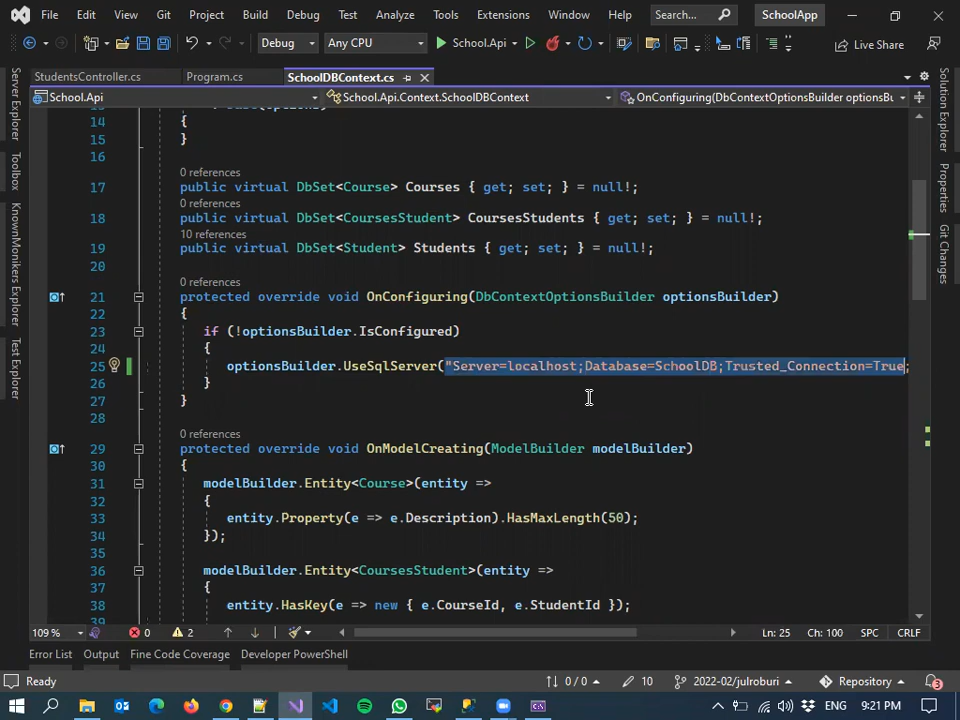 File Edit View Git Project Build Debug Test Analyze Tools Extensions Window Help Search... SchoolApp
Debug Any CPU School.Api Live Share
StudentsController.cs Program.cs SchoolDBContext.cs
School.Api School.Api.Context.SchoolDBContext OnConfiguring(DbContextOptionsBuilder optionsBu
Server Explorer
Toolbox
KnownMonikers Explorer
Test Explorer
14 {
15 }
16
0 references
17 public virtual DbSet<Course> Courses { get; set; } = null!;
0 references
18 public virtual DbSet<CoursesStudent> CoursesStudents { get; set; } = null!;
10 references
19 public virtual DbSet<Student> Students { get; set; } = null!;
20
0 references
21 protected override void OnConfiguring(DbContextOptionsBuilder optionsBuilder)
22 {
23 if (!optionsBuilder.IsConfigured)
24 {
25 optionsBuilder.UseSqlServer("Server=localhost;Database=SchoolDB;Trusted_Connection=True;
26 }
27 }
28
0 references
29 protected override void OnModelCreating(ModelBuilder modelBuilder)
30 {
31 modelBuilder.Entity<Course>(entity =>
32 {
33 entity.Property(e => e.Description).HasMaxLength(50);
34 });
35
36 modelBuilder.Entity<CoursesStudent>(entity =>
37 {
38 entity.HasKey(e => new { e.CourseId, e.StudentId });
Solution Explorer
Properties
Git Changes
109 % 0 2 Ln: 25 Ch: 100 SPC CRLF
Error List Output Fine Code Coverage Developer PowerShell
Ready 0 / 0 10 2022-02/julroburi Repository 3
ENG 9:21 PM